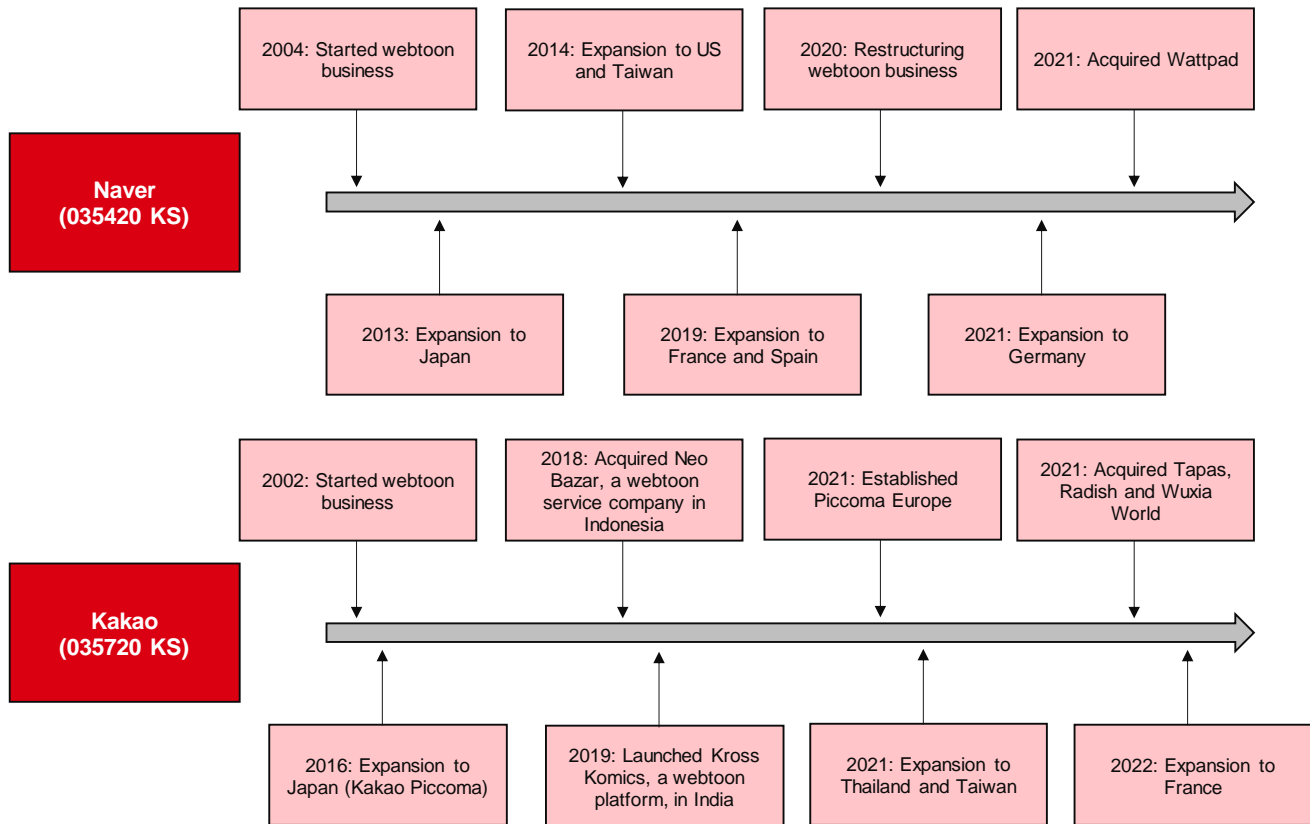 2004: Started webtoon
business
2014: Expansion to US
and Taiwan
2020: Restructuring
webtoon business
2021: Acquired Wattpad
Naver
(035420 KS)
2013: Expansion to
Japan
2019: Expansion to
France and Spain
2021: Expansion to
Germany
2002: Started webtoon
business
2018: Acquired Neo
Bazar, a webtoon
service company in
Indonesia
2021: Established
Piccoma Europe
2021: Acquired Tapas,
Radish and Wuxia
World
Kakao
(035720 KS)
2016: Expansion to
Japan (Kakao Piccoma)
2019: Launched Kross
Komics, a webtoon
platform, in India
2021: Expansion to
Thailand and Taiwan
2022: Expansion to
France